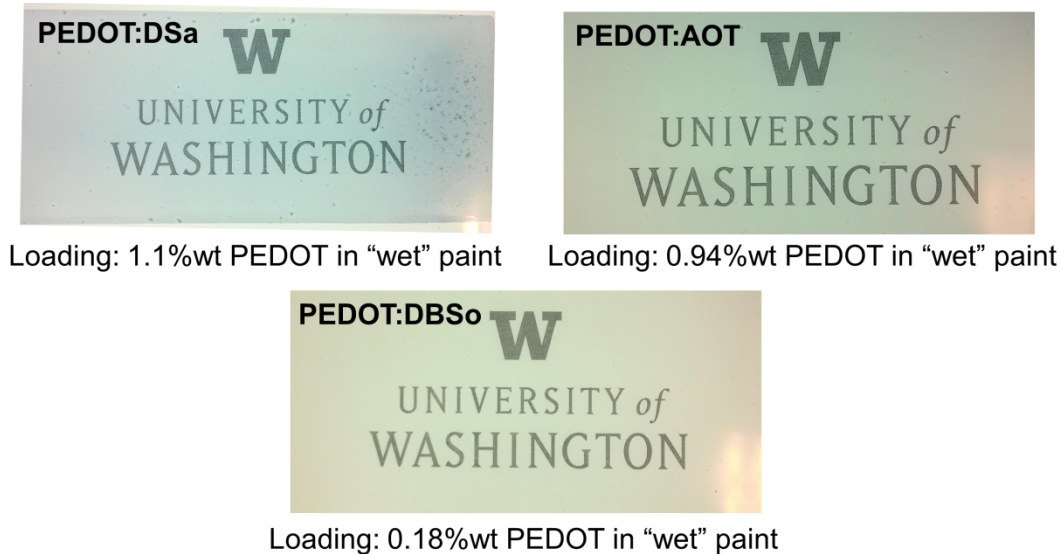 PEDOT:DSa
W
UNIVERSITY of
WASHINGTON
Loading: 1.1%wt PEDOT in “wet” paint
PEDOT:AOT
W
UNIVERSITY of
WASHINGTON
Loading: 0.94%wt PEDOT in “wet” paint
PEDOT:DBSo
W
UNIVERSITY of
WASHINGTON
Loading: 0.18%wt PEDOT in “wet” paint